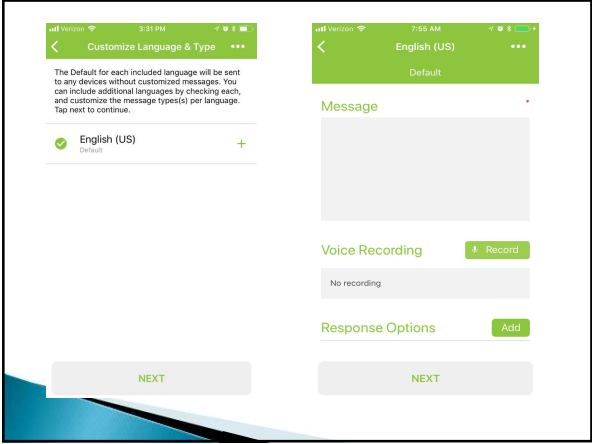 Verizon 3:31 PM
Customize Language & Type
The Default for each included language will be sent
to any devices without customized messages. You
can include additional languages by checking each,
and customize the message types(s) per language.
Tap next to continue.
English (US)
Default
+
NEXT
Verizon 7:55 AM
English (US)
Default
Message *
Voice Recording Record
No recording
Response Options Add
NEXT